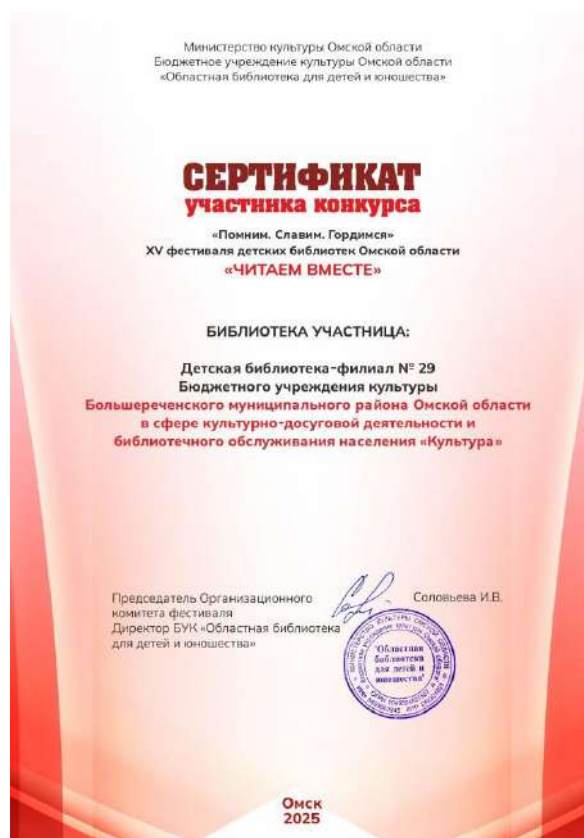 Министерство культуры Омской области
Бюджетное учреждение культуры Омской области
«Областная библиотека для детей и юношества»
СЕРТИФИКАТ
участника конкурса
«Помним. Славим. Гордимся»
XV фестиваля детских библиотек Омской области
«ЧИТАЕМ ВМЕСТЕ»
БИБЛИОТЕКА УЧАСТНИЦА:
Детская библиотека-филиал № 29
Бюджетного учреждения культуры
Большереченского муниципального района Омской области
в сфере культурно-досуговой деятельности и
библиотечного обслуживания населения «Культура»
Председатель Организационного
комитета фестиваля
Директор БУК «Областная библиотека
для детей и юношества»
Соловьева И.В.
"Областная
библиотека
для детей и
юношества"
Омск
2025